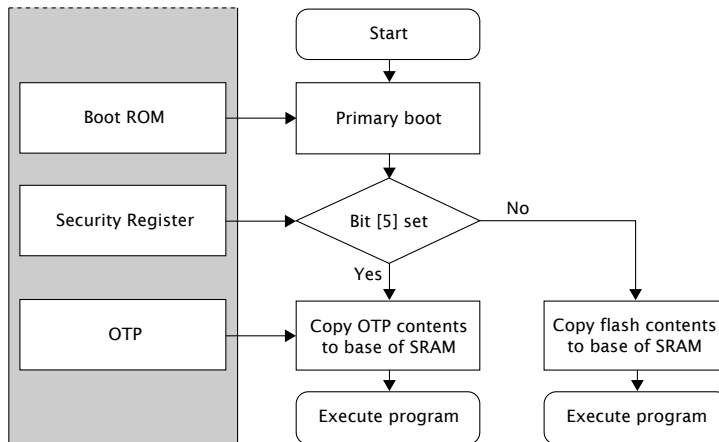 Start
Boot ROM
Primary boot
Security Register
Bit [5] set
No
Yes
OTP
Copy OTP contents
to base of SRAM
Copy flash contents
to base of SRAM
Execute program
Execute program